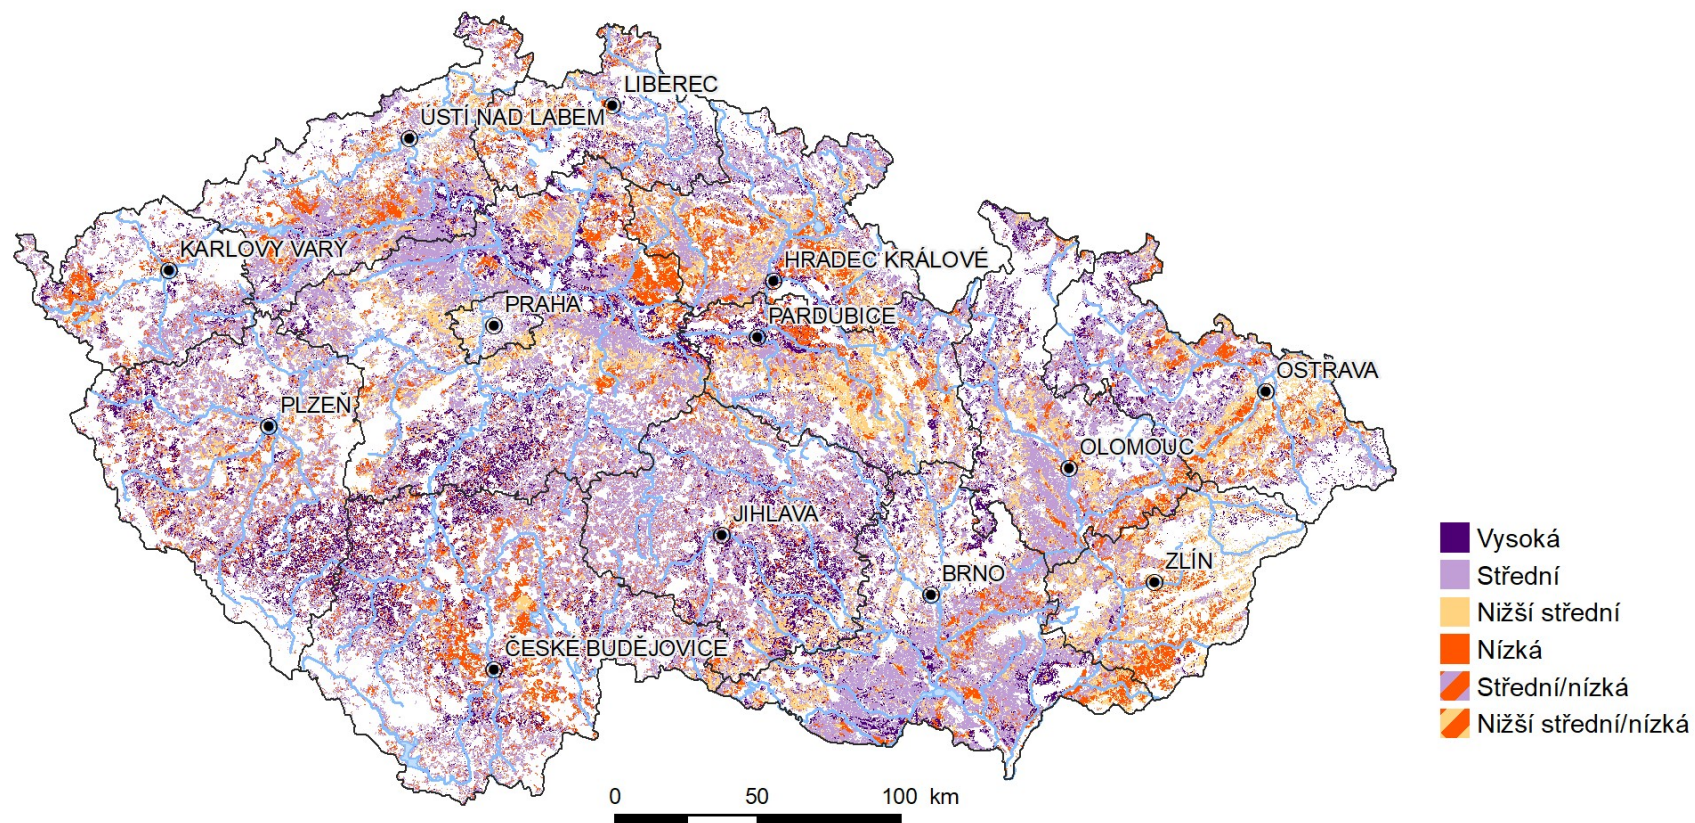 LIBEREC
ÚSTÍ NAD LABEM
KARLOVY VARY
HRADEC KRÁLOVÉ
PRAHA
PARDUBICE
OSTRAVA
PLZEŇ
OLOMOUC
JIHLAVA
ZLÍN
BRNO
ČESKÉ BUDĚJOVICE
Vysoká
Střední
Nižší střední
Nízká
Střední/nízká
Nižší střední/nízká
0 50 100 km